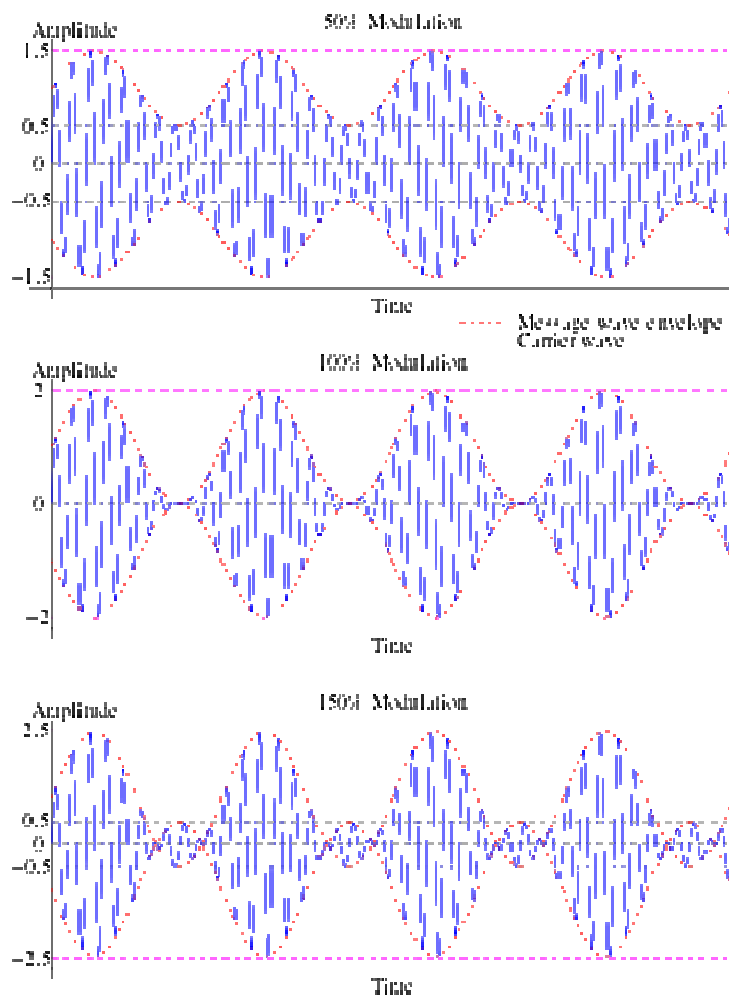 50% Modulation
Amplitude
1.5
0.5
0
−0.5
−1.5
Time
Message wave envelope
Carrier wave
100% Modulation
Amplitude
2
0
−2
Time
150% Modulation
Amplitude
2.5
0.5
0
−0.5
−2.5
Time